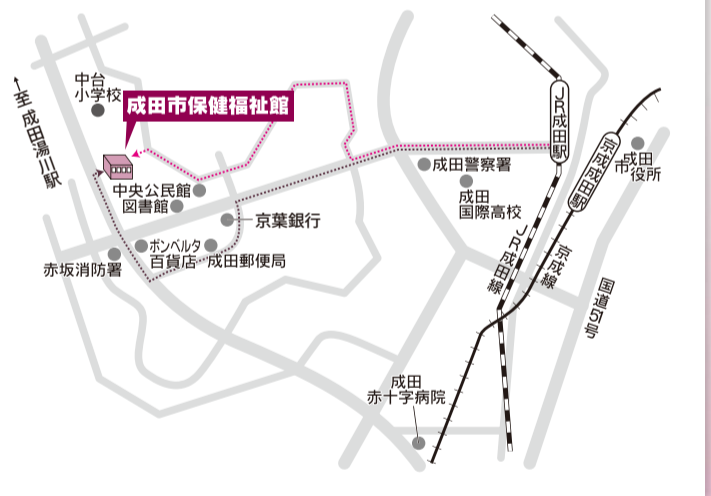 中台
小学校
成田市保健福祉館
至 成田湯川駅
中央公民館
図書館
京葉銀行
ボンベルタ
百貨店
成田郵便局
赤坂消防署
成田警察署
成田
国際高校
JR成田駅
京成成田駅
成田
市役所
JR成田線
京成線
国道51号
成田
赤十字病院